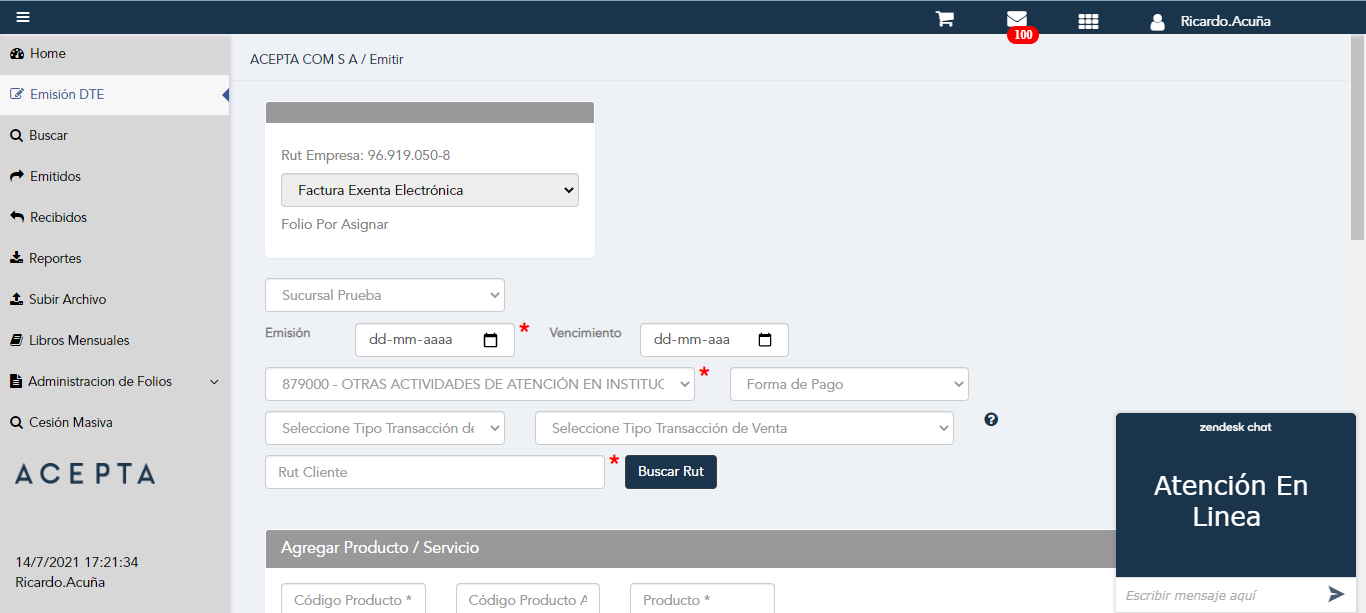 Ricardo.Acuña
100
Home
ACEPTA COM S A / Emitir
Emisión DTE
Buscar
Emitidos
Recibidos
Reportes
Subir Archivo
Libros Mensuales
Administracion de Folios
Cesión Masiva
ACEPTA
14/7/2021 17:21:34
Ricardo.Acuña
Rut Empresa: 96.919.050-8
Factura Exenta Electrónica
Folio Por Asignar
Sucursal Prueba
Emisión dd-mm-aaaa * Vencimiento dd-mm-aaa
879000 - OTRAS ACTIVIDADES DE ATENCIÓN EN INSTITUC * Forma de Pago
Seleccione Tipo Transacción de Seleccione Tipo Transacción de Venta ?
Rut Cliente * Buscar Rut
Agregar Producto / Servicio
Código Producto * Código Producto A Producto *
zendesk chat
Atención En
Linea
Escribir mensaje aquí